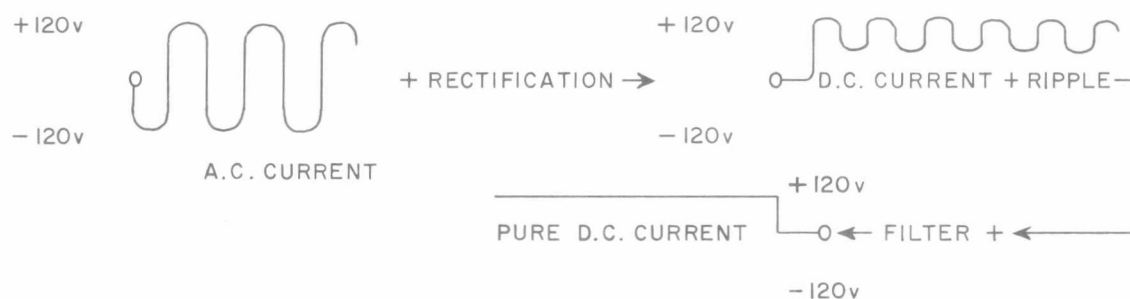 +120v
-120v
A.C. CURRENT
+ RECTIFICATION →
+120v
D.C. CURRENT + RIPPLE
-120v
+120v
PURE D.C. CURRENT
← FILTER + ←
-120v